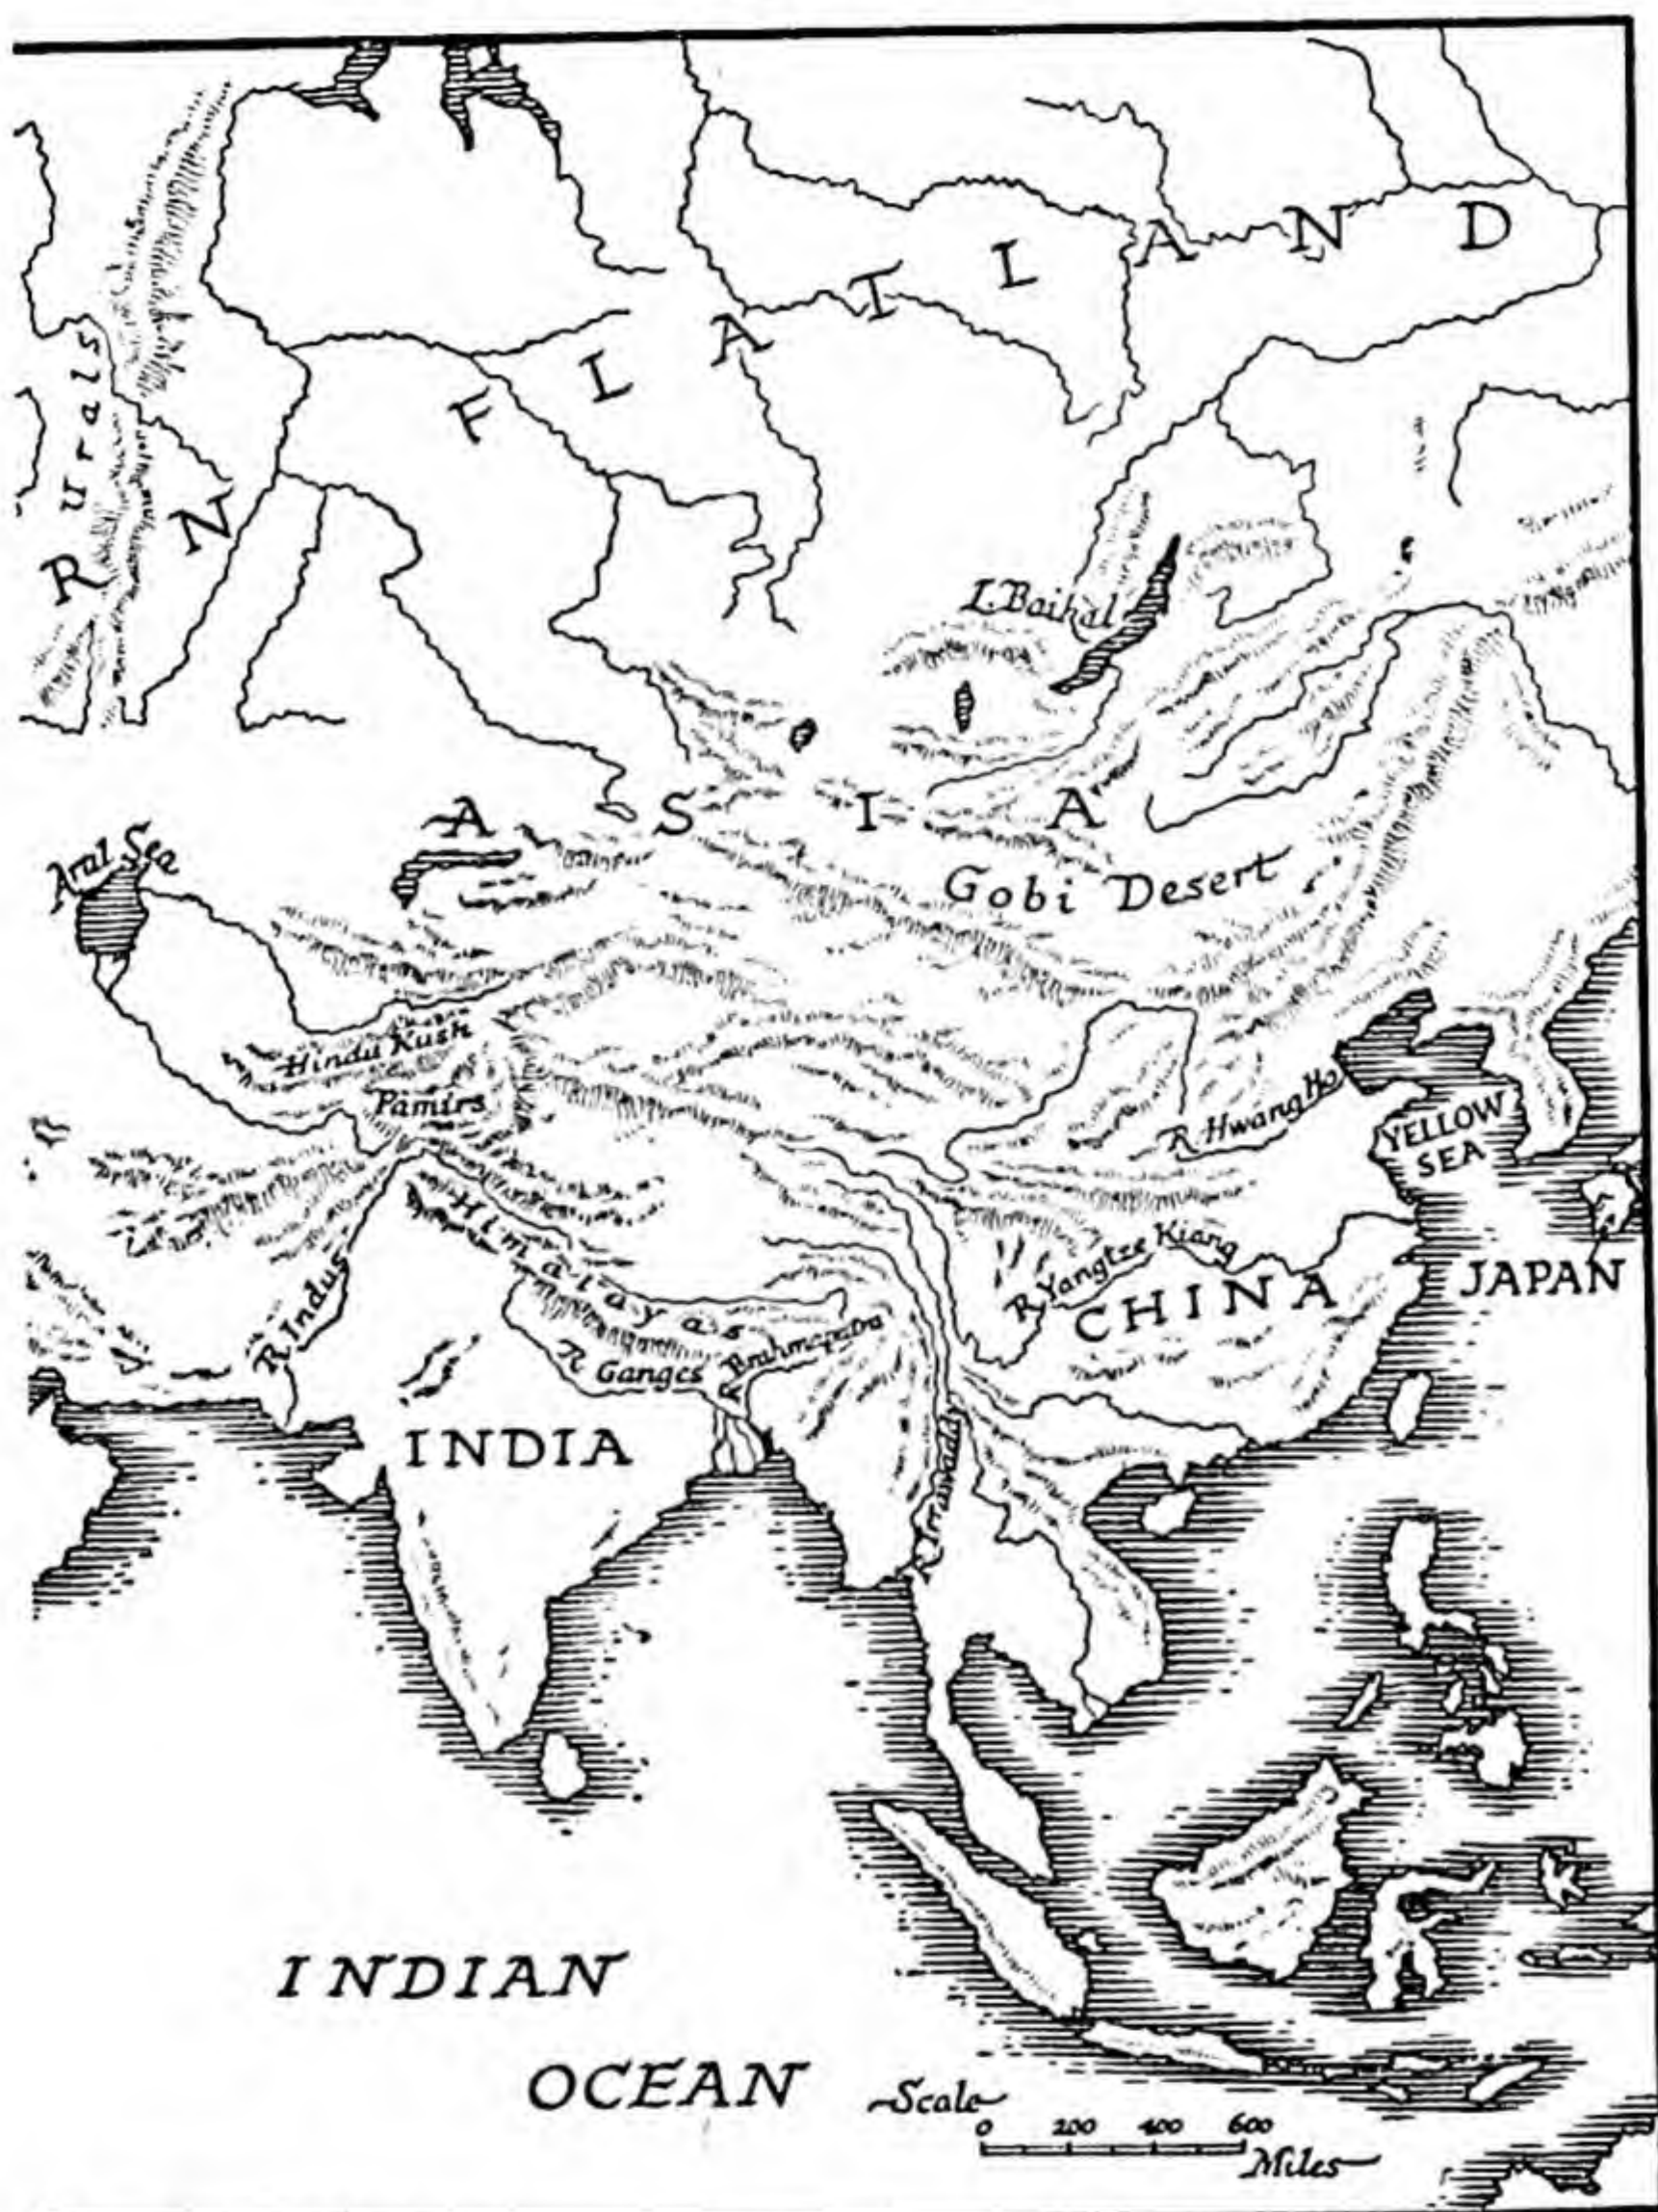 FLATLAND
Urals
R N
L. Baikal
ASIA
Aral Sea
Gobi Desert
Hindu Kush
Pamirs
R Hwang Ho
YELLOW
SEA
Himalayas
R Indus
R Yangtze Kiang
CHINA
JAPAN
R Ganges
R Brahmaputra
INDIA
R Irrawaddy
INDIAN
OCEAN
Scale
0 200 400 600
Miles